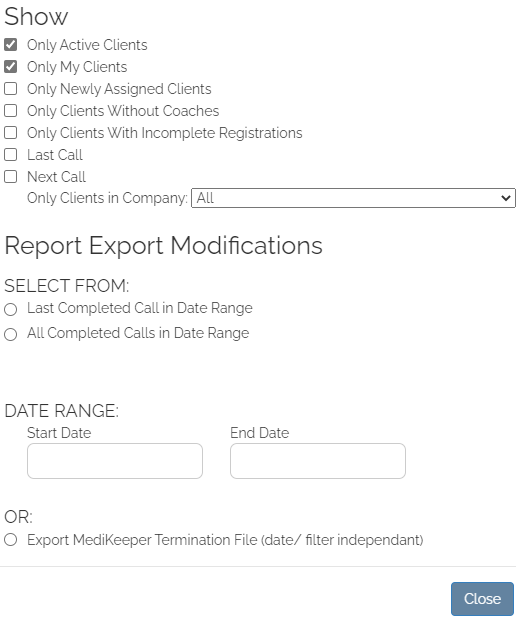 Show
Only Active Clients
Only My Clients
Only Newly Assigned Clients
Only Clients Without Coaches
Only Clients With Incomplete Registrations
Last Call
Next Call
Only Clients in Company: All
Report Export Modifications
SELECT FROM:
Last Completed Call in Date Range
All Completed Calls in Date Range
DATE RANGE:
Start Date End Date
OR:
Export MediKeeper Termination File (date/ filter independant)
Close